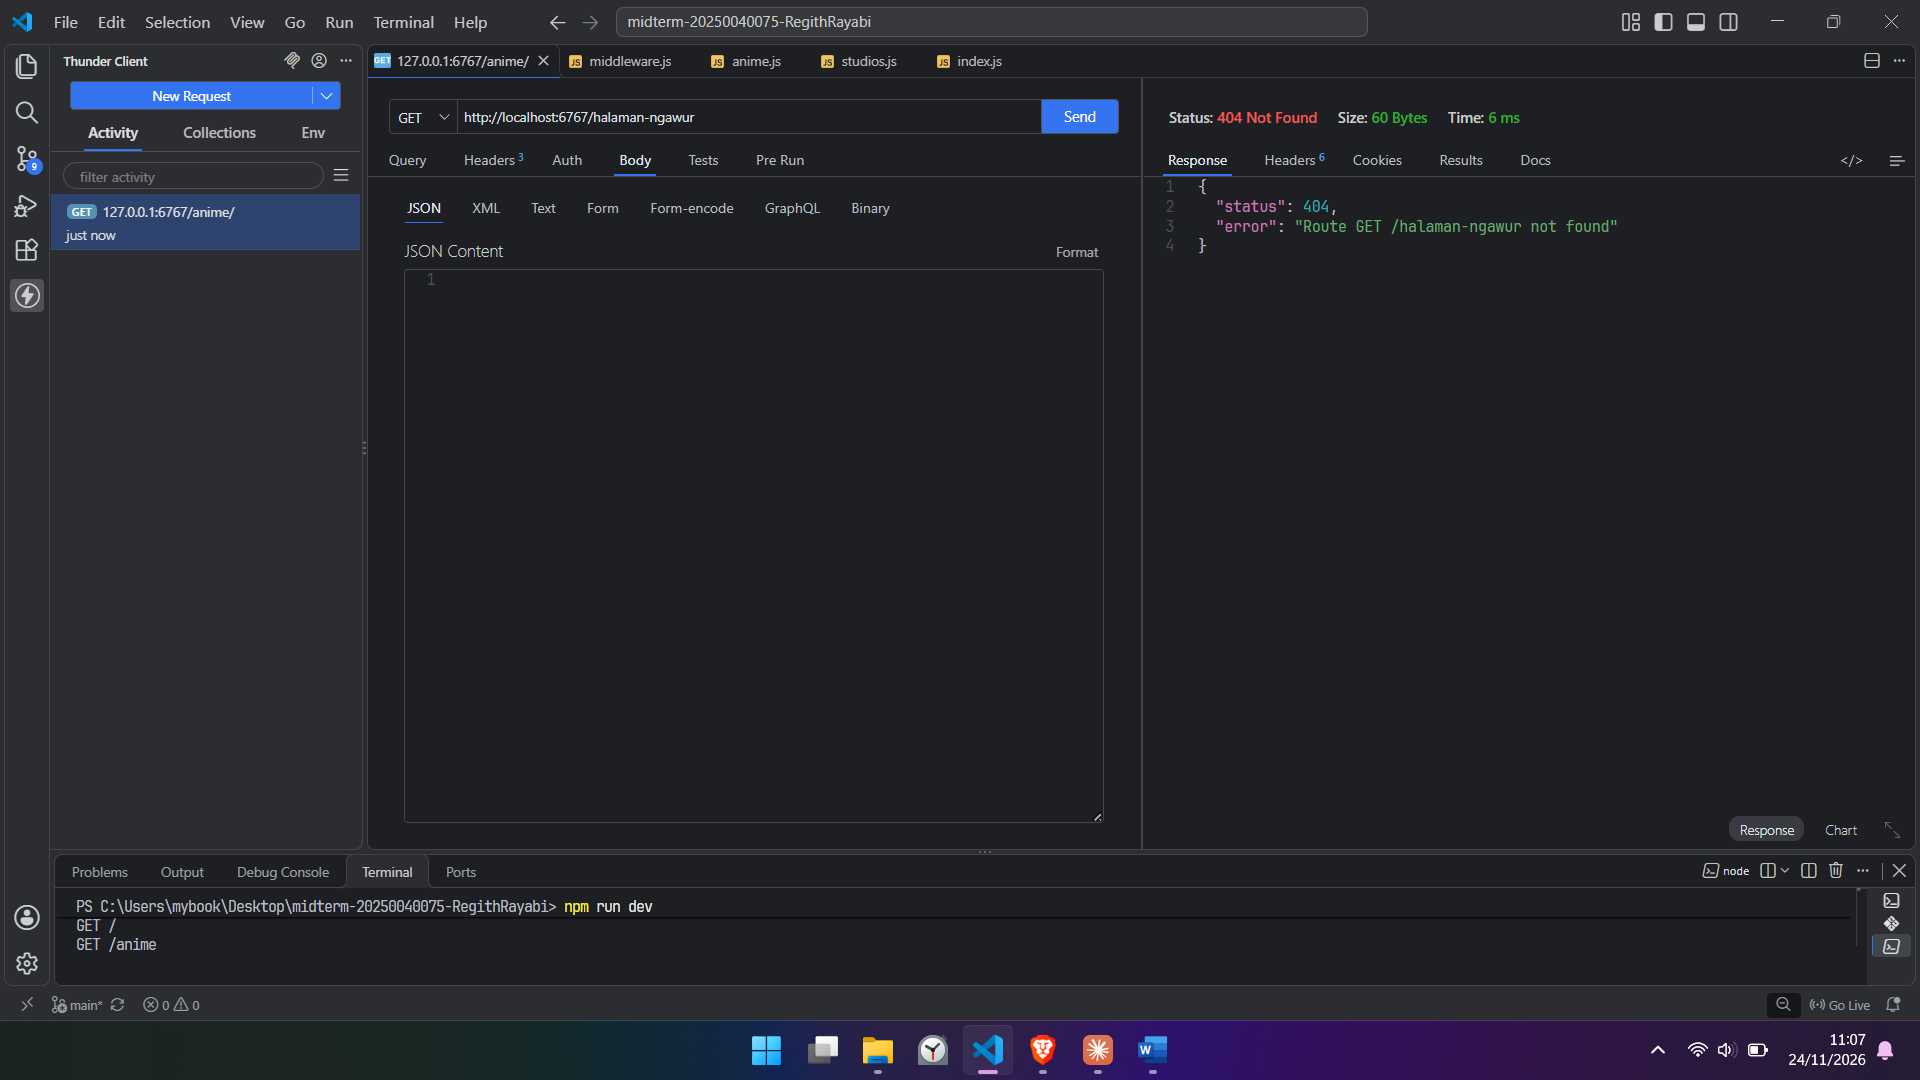 File Edit Selection View Go Run Terminal Help
midterm-20250040075-RegithRayabi
Thunder Client
New Request
Activity Collections Env
filter activity
GET 127.0.0.1:6767/anime/
just now
9
GET 127.0.0.1:6767/anime/
JS middleware.js
JS anime.js
JS studios.js
JS index.js
GET http://localhost:6767/halaman-ngawur Send
Query Headers 3 Auth Body Tests Pre Run
JSON XML Text Form Form-encode GraphQL Binary
JSON Content Format
1
Status: 404 Not Found Size: 60 Bytes Time: 6 ms
Response Headers 6 Cookies Results Docs </>
1 {
2 "status": 404,
3 "error": "Route GET /halaman-ngawur not found"
4 }
Response Chart
Problems Output Debug Console Terminal Ports
node
PS C:\Users\mybook\Desktop\midterm-20250040075-RegithRayabi> npm run dev
GET /
GET /anime
main* 0 0
Go Live
W
11:07
24/11/2026